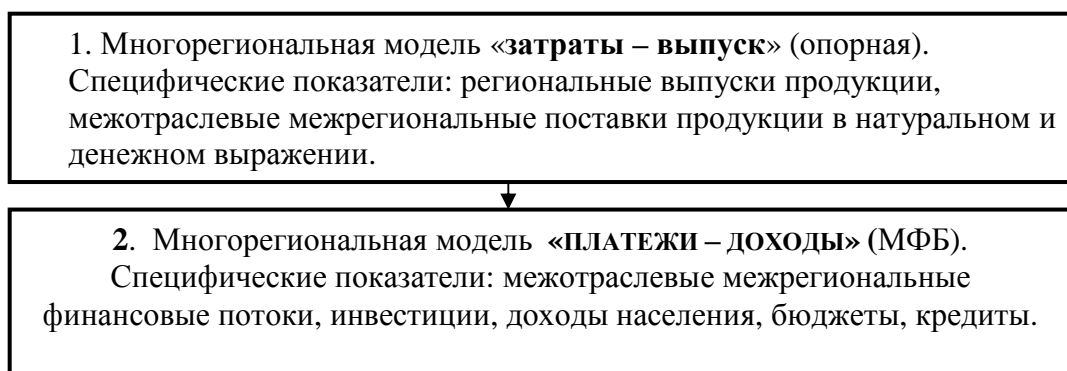 1. Многорегиональная модель «затраты – выпуск» (опорная).
Специфические показатели: региональные выпуски продукции,
межотраслевые межрегиональные поставки продукции в натуральном и
денежном выражении.
2. Многорегиональная модель «ПЛАТЕЖИ – ДОХОДЫ» (МФБ).
Специфические показатели: межотраслевые межрегиональные
финансовые потоки, инвестиции, доходы населения, бюджеты, кредиты.